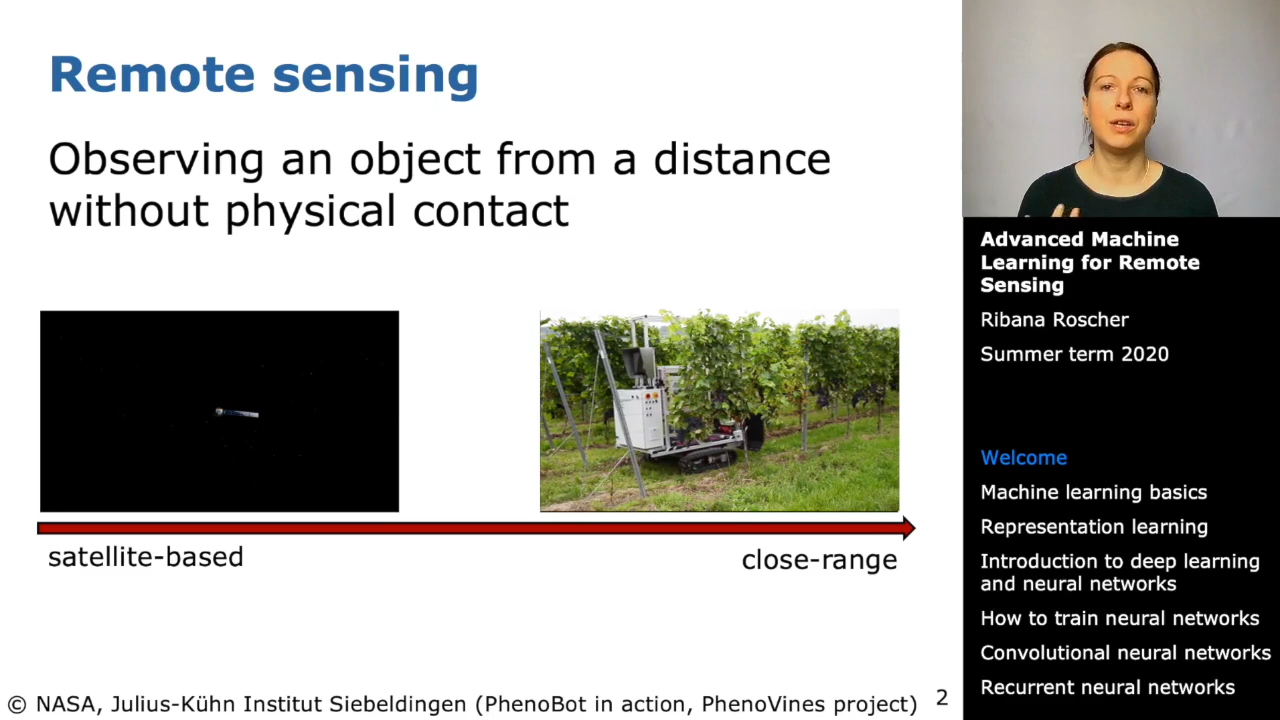 Remote sensing
Observing an object from a distance
without physical contact
satellite-based
close-range
© NASA, Julius-Kühn Institut Siebeldingen (PhenoBot in action, PhenoVines project)
2
Advanced Machine
Learning for Remote
Sensing
Ribana Roscher
Summer term 2020
Welcome
Machine learning basics
Representation learning
Introduction to deep learning
and neural networks
How to train neural networks
Convolutional neural networks
Recurrent neural networks